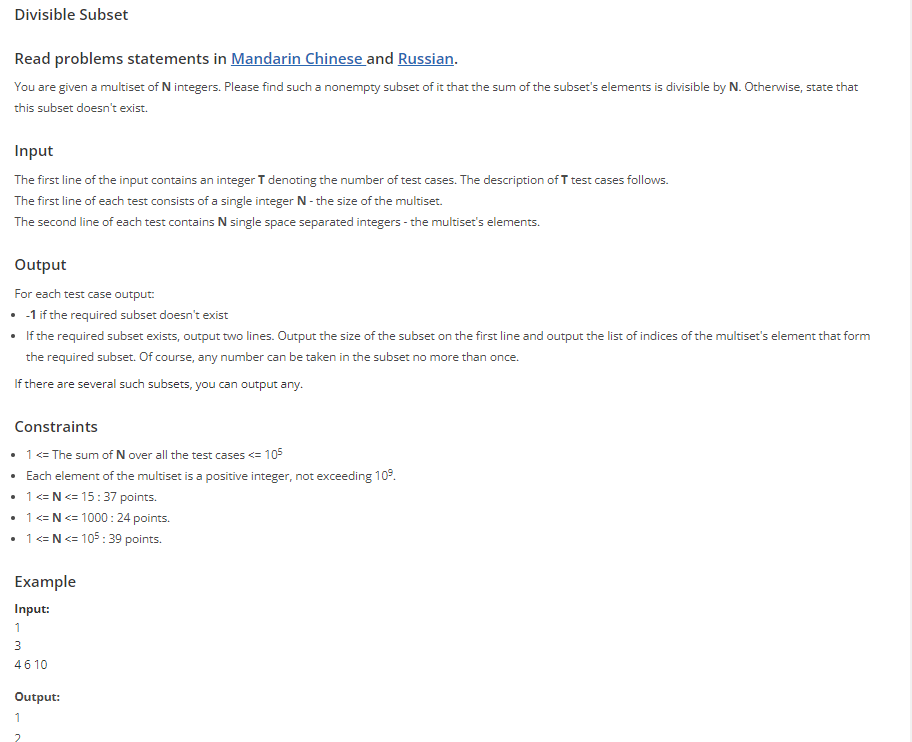 Divisible Subset
Read problems statements in Mandarin Chinese and Russian.
You are given a multiset of N integers. Please find such a nonempty subset of it that the sum of the subset's elements is divisible by N. Otherwise, state that
this subset doesn't exist.
Input
The first line of the input contains an integer T denoting the number of test cases. The description of T test cases follows.
The first line of each test consists of a single integer N - the size of the multiset.
The second line of each test contains N single space separated integers - the multiset's elements.
Output
For each test case output:
• -1 if the required subset doesn't exist
• If the required subset exists, output two lines. Output the size of the subset on the first line and output the list of indices of the multiset's element that form
the required subset. Of course, any number can be taken in the subset no more than once.
If there are several such subsets, you can output any.
Constraints
• 1 <= The sum of N over all the test cases <= 10⁵
• Each element of the multiset is a positive integer, not exceeding 10⁹.
• 1 <= N <= 15 : 37 points.
• 1 <= N <= 1000 : 24 points.
• 1 <= N <= 10⁵ : 39 points.
Example
Input:
1
3
4 6 10
Output:
1
2